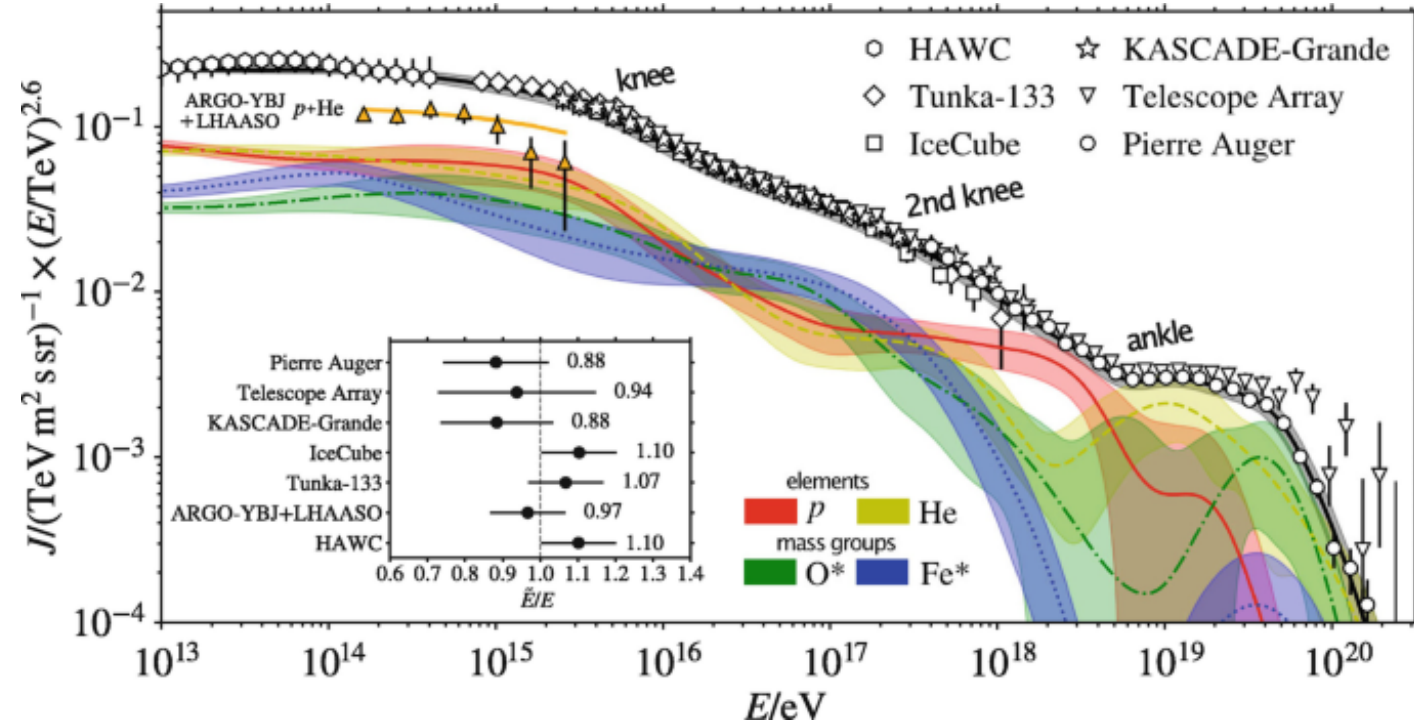 J/(TeV m² s sr)⁻¹ × (E/TeV)²·⁶
10⁻¹
10⁻²
10⁻³
10⁻⁴
HAWC
KASCADE-Grande
Tunka-133
Telescope Array
IceCube
Pierre Auger
knee
ARGO-YBJ
+LHAASO
p+He
2nd knee
ankle
Pierre Auger 0.88
Telescope Array 0.94
KASCADE-Grande 0.88
IceCube 1.10
Tunka-133 1.07
ARGO-YBJ+LHAASO 0.97
HAWC 1.10
0.6 0.7 0.8 0.9 1.0 1.1 1.2 1.3 1.4
Ẽ/E
elements
p He
mass groups
O* Fe*
10¹³ 10¹⁴ 10¹⁵ 10¹⁶ 10¹⁷ 10¹⁸ 10¹⁹ 10²⁰
E/eV